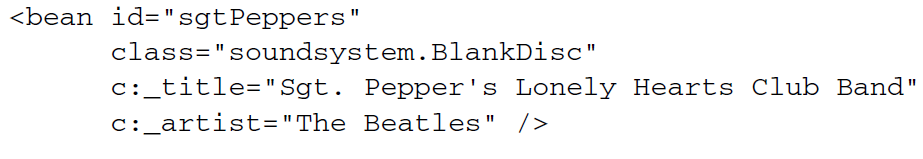 <bean id="sgtPeppers"
class="soundsystem.BlankDisc"
c:_title="Sgt. Pepper's Lonely Hearts Club Band"
c:_artist="The Beatles" />